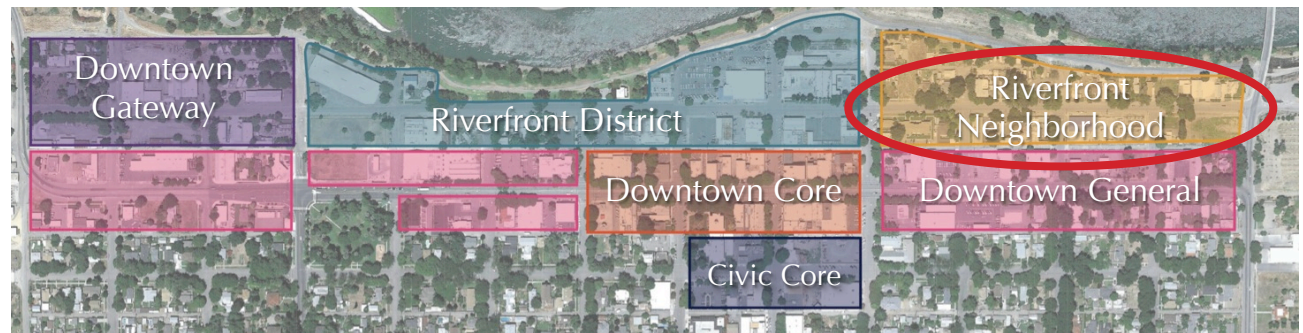 Downtown
Gateway
Riverfront District
Riverfront
Neighborhood
Downtown Core
Downtown General
Civic Core